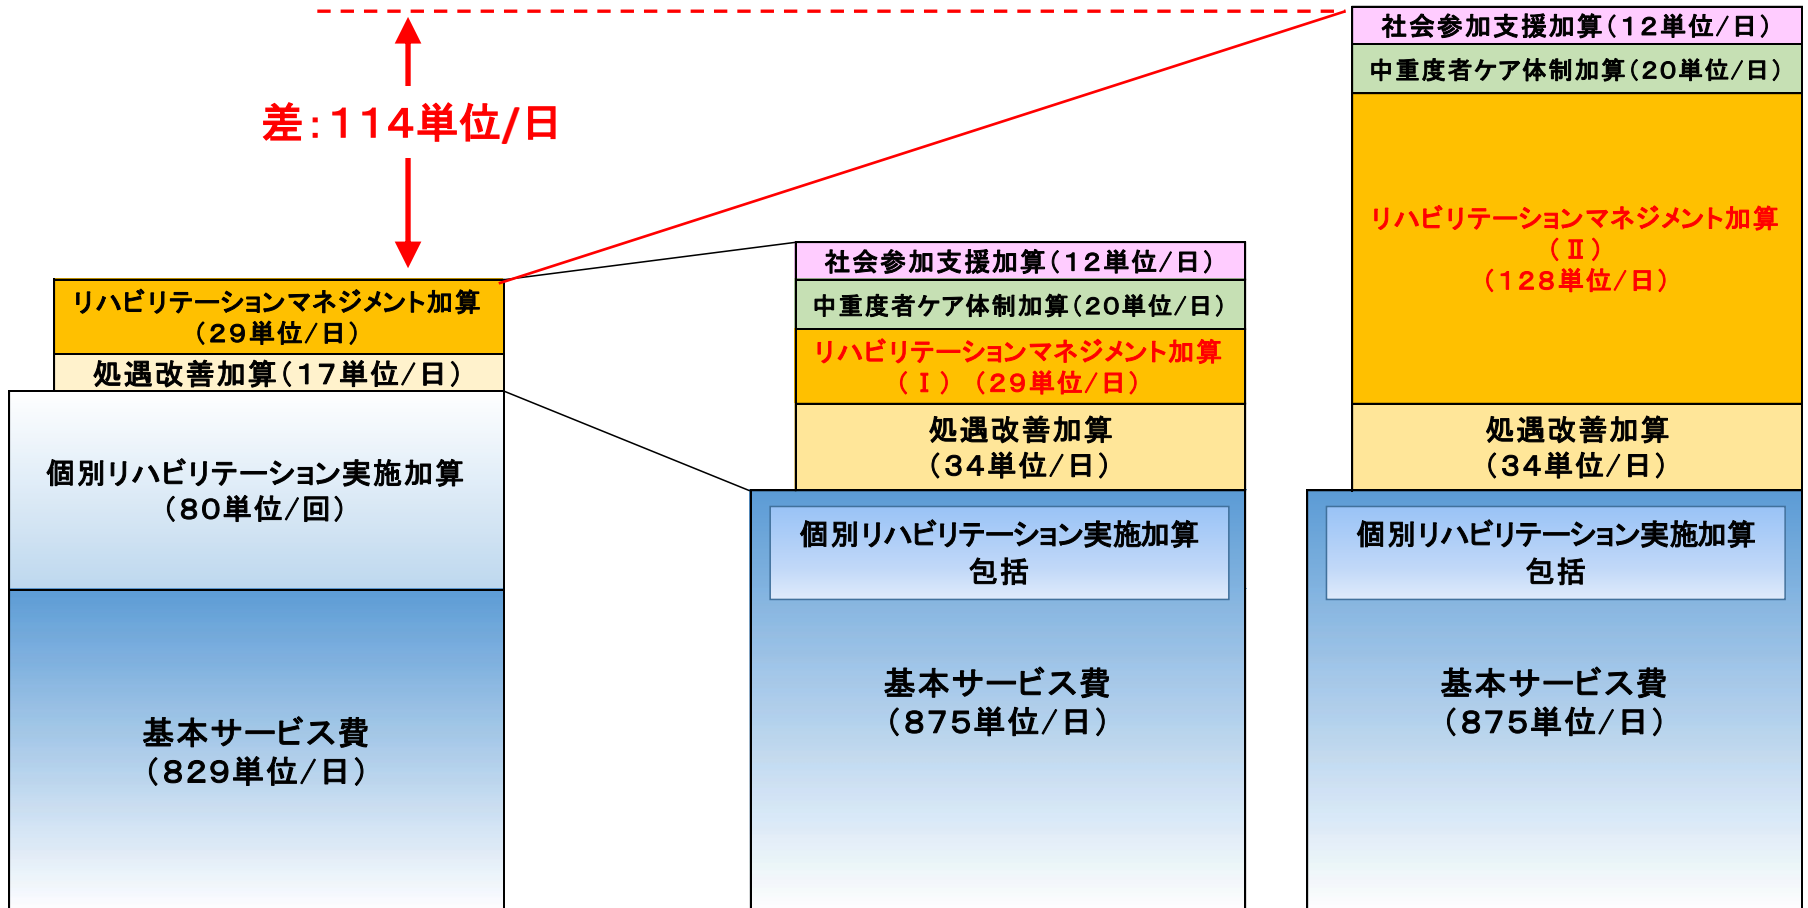 差:114単位/日
リハビリテーションマネジメント加算
(29単位/日)
処遇改善加算(17単位/日)
個別リハビリテーション実施加算
(80単位/回)
基本サービス費
(829単位/日)
社会参加支援加算(12単位/日)
中重度者ケア体制加算(20単位/日)
リハビリテーションマネジメント加算
(Ⅰ) (29単位/日)
処遇改善加算
(34単位/日)
個別リハビリテーション実施加算
包括
基本サービス費
(875単位/日)
社会参加支援加算(12単位/日)
中重度者ケア体制加算(20単位/日)
リハビリテーションマネジメント加算
(Ⅱ)
(128単位/日)
処遇改善加算
(34単位/日)
個別リハビリテーション実施加算
包括
基本サービス費
(875単位/日)